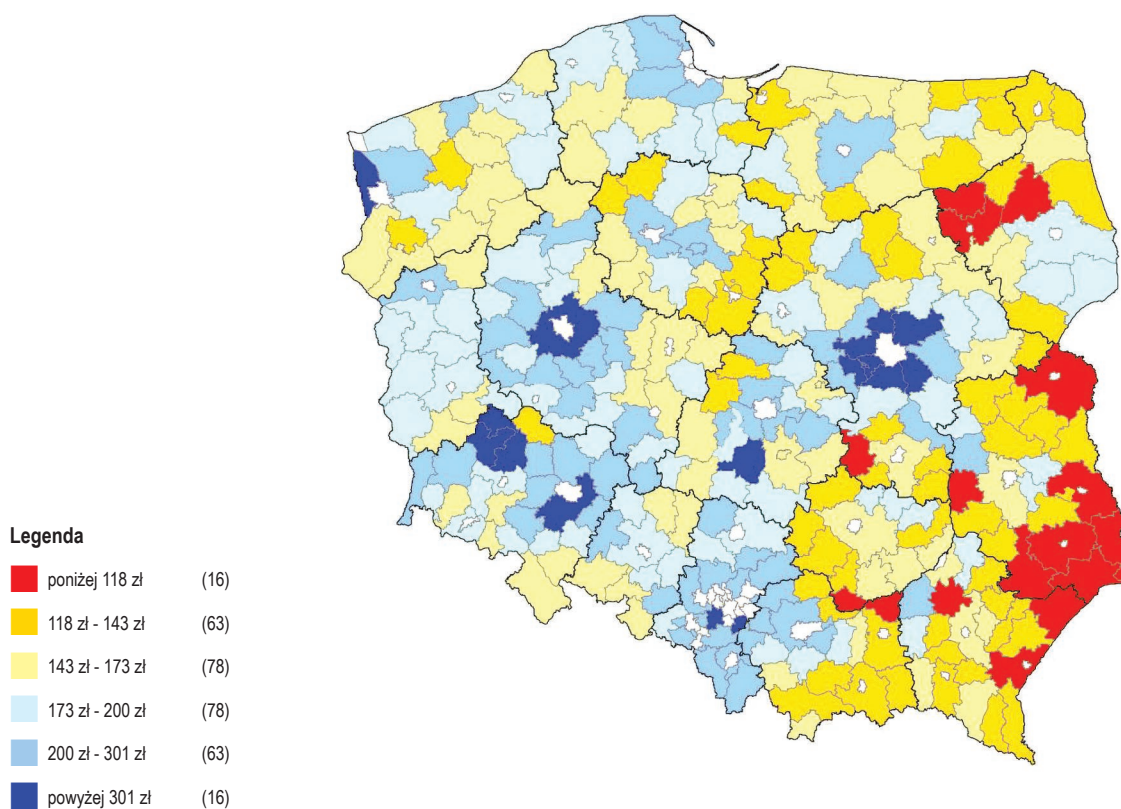 Legenda
poniżej 118 zł (16)
118 zł - 143 zł (63)
143 zł - 173 zł (78)
173 zł - 200 zł (78)
200 zł - 301 zł (63)
powyżej 301 zł (16)